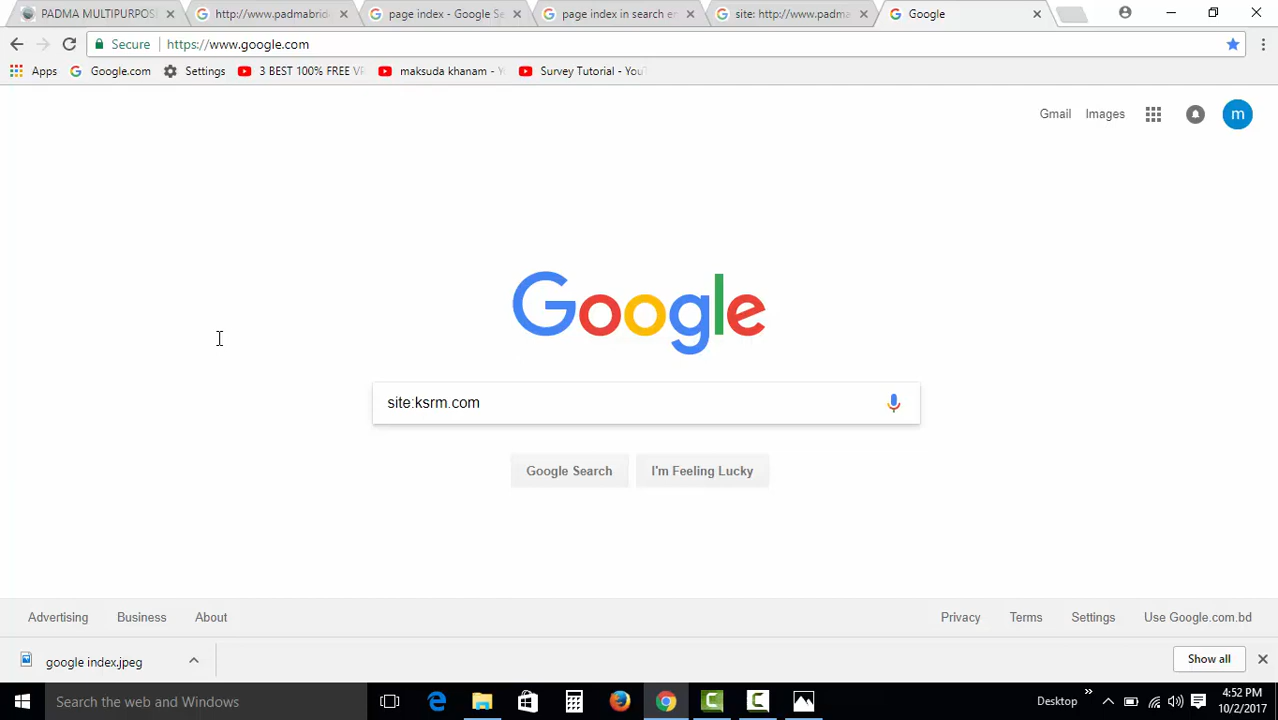 PADMA MULTIPURPOS
http://www.padmabrid
page index - Google Se
page index in search en
site: http://www.padma
Google
Secure
https://www.google.com
Apps
Google.com
Settings
3 BEST 100% FREE VP
maksuda khanam - Y
Survey Tutorial - YouT
Gmail
Images
m
Google
site:ksrm.com
Google Search
I'm Feeling Lucky
Advertising
Business
About
Privacy
Terms
Settings
Use Google.com.bd
google index.jpeg
Show all
Search the web and Windows
Desktop
4:52 PM
10/2/2017